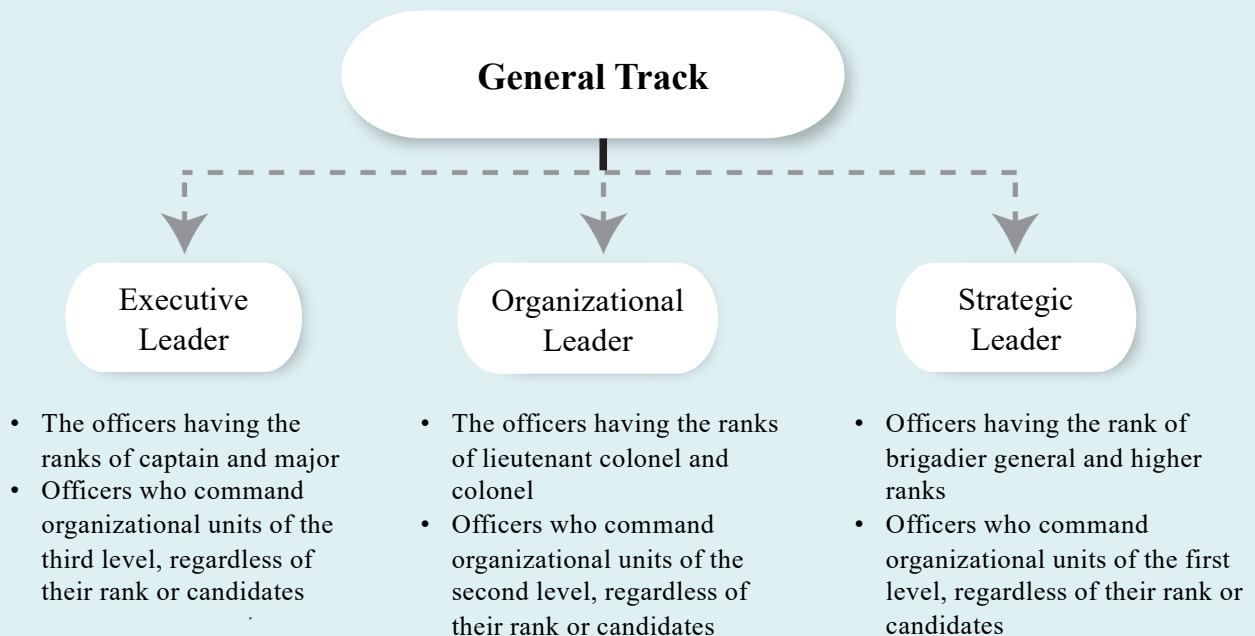 General Track
Executive
Leader
Organizational
Leader
Strategic
Leader
• The officers having the
ranks of captain and major
• Officers who command
organizational units of the
third level, regardless of
their rank or candidates
• The officers having the ranks
of lieutenant colonel and
colonel
• Officers who command
organizational units of the
second level, regardless of
their rank or candidates
• Officers having the rank of
brigadier general and higher
ranks
• Officers who command
organizational units of the first
level, regardless of their rank or
candidates